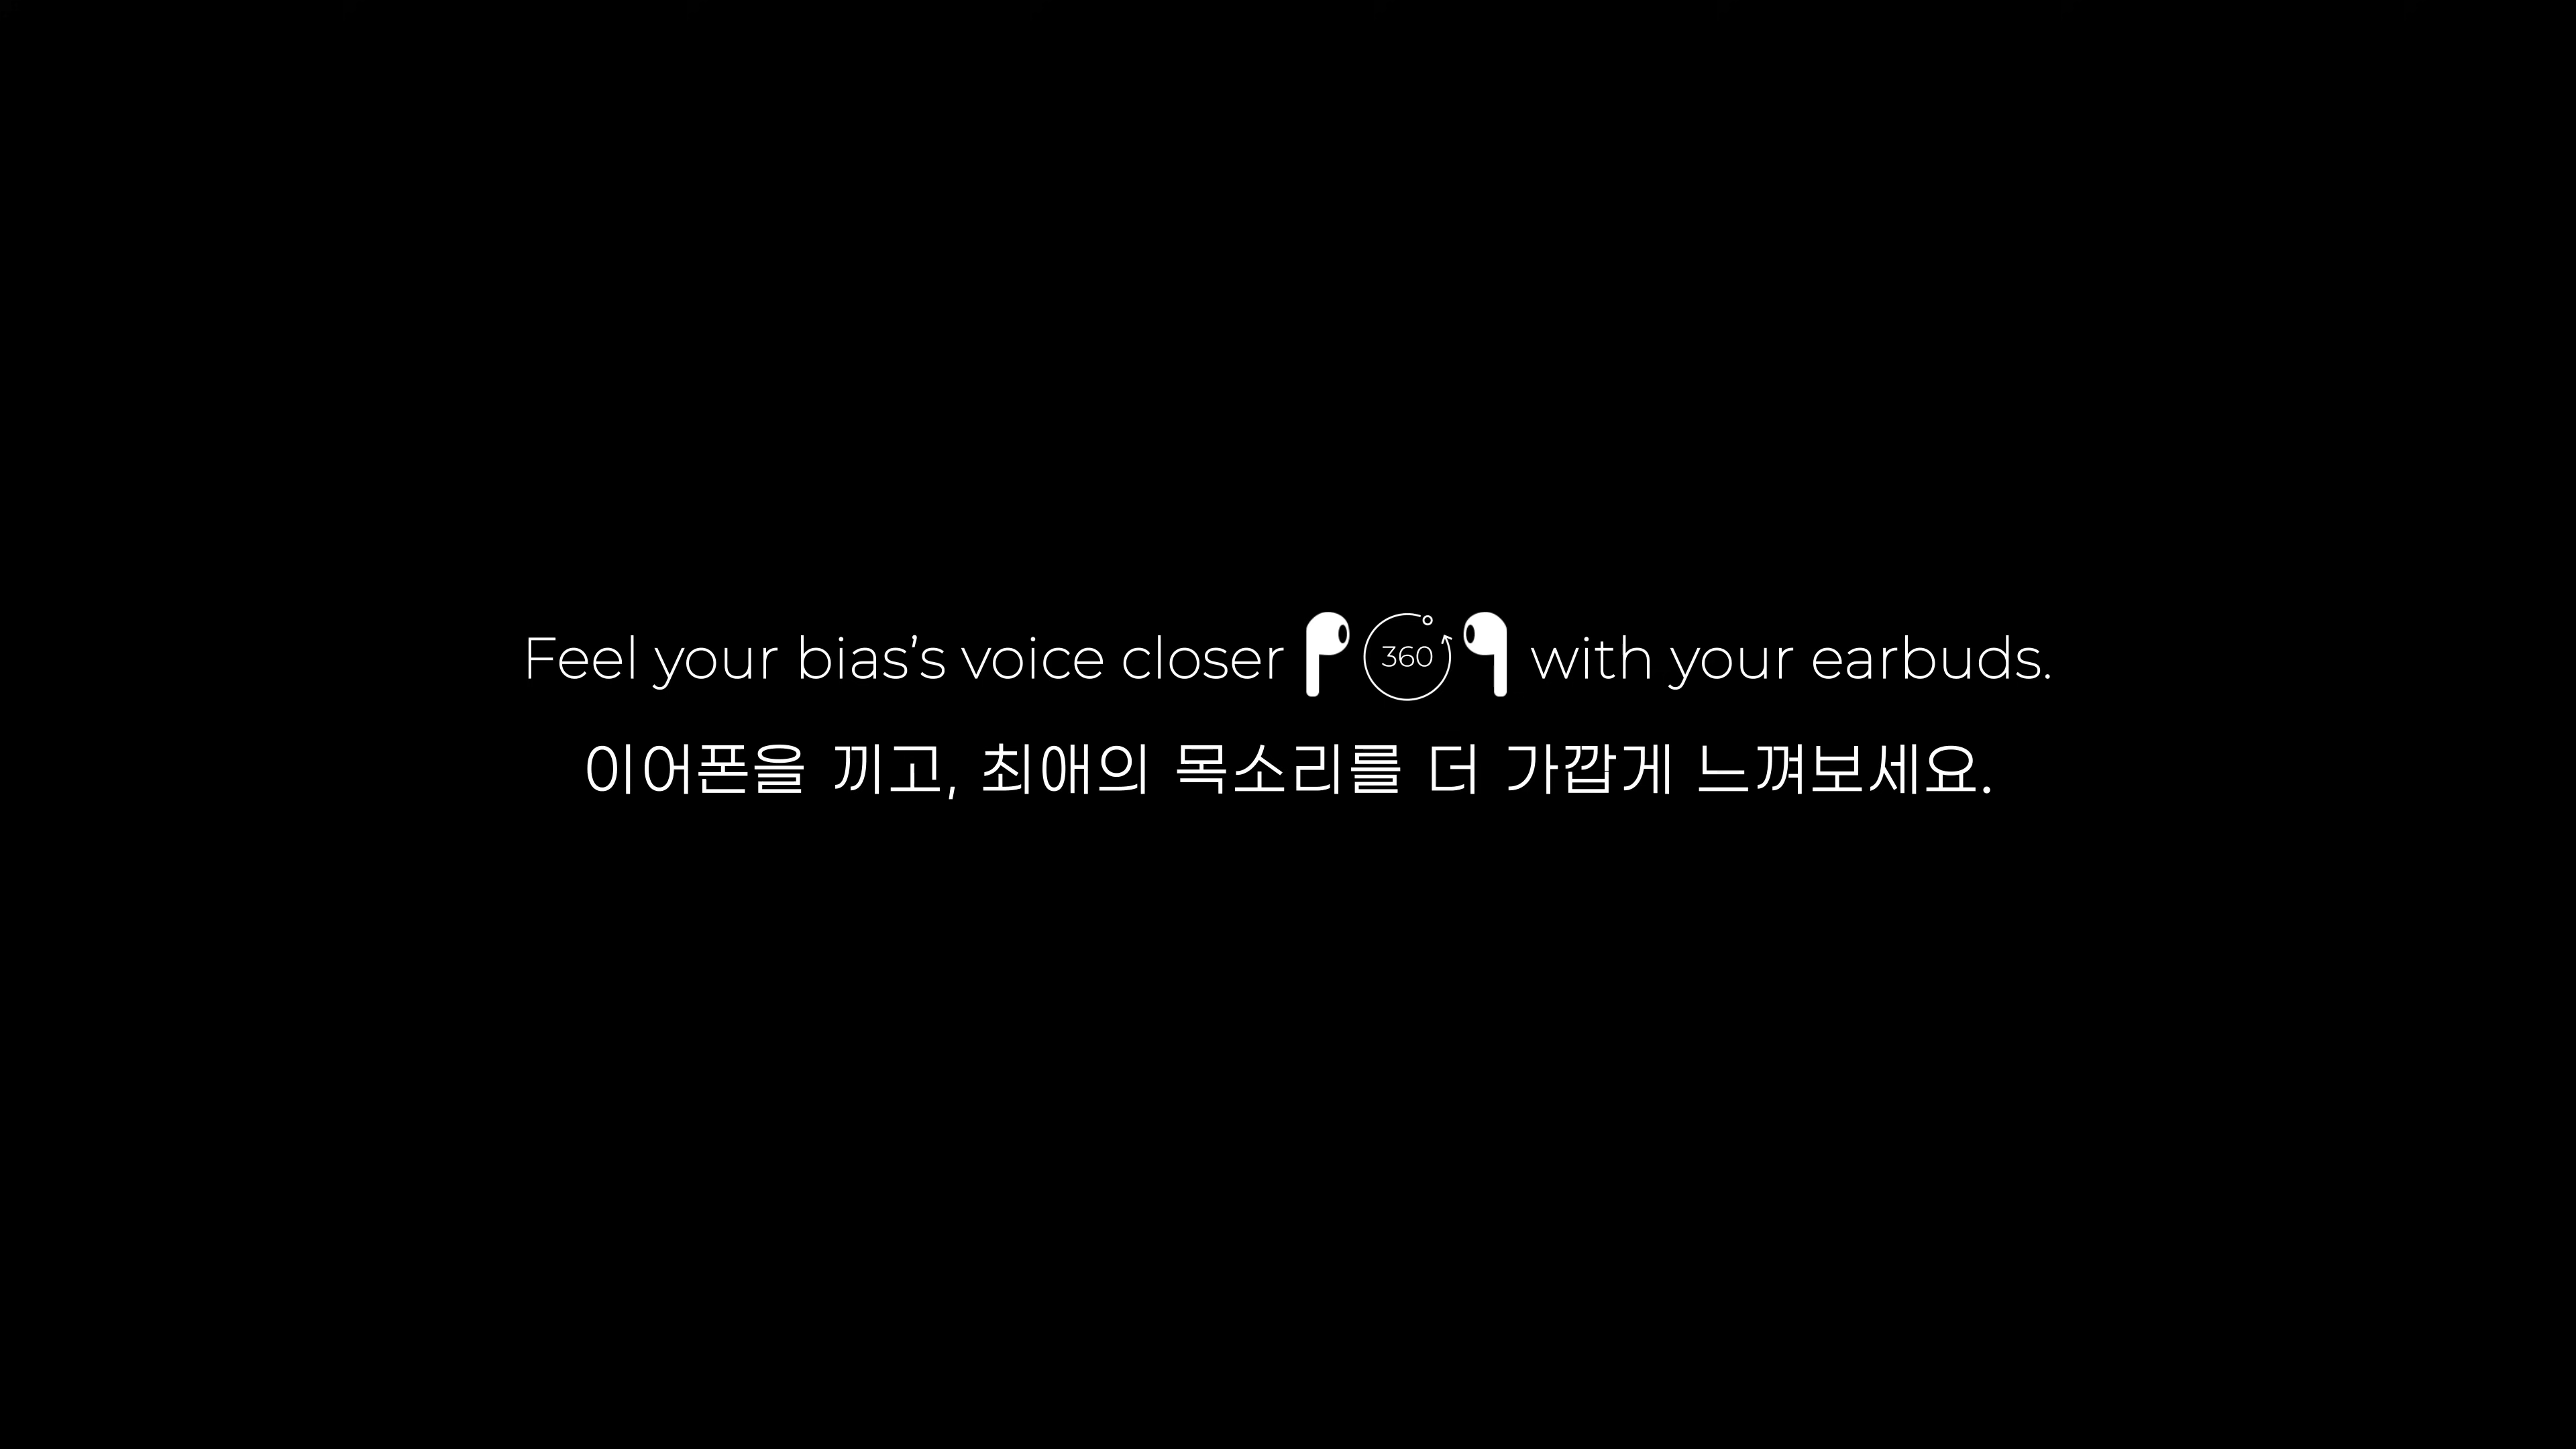 Feel your bias’s voice closer 360 with your earbuds.
이어폰을 끼고, 최애의 목소리를 더 가깝게 느껴보세요.